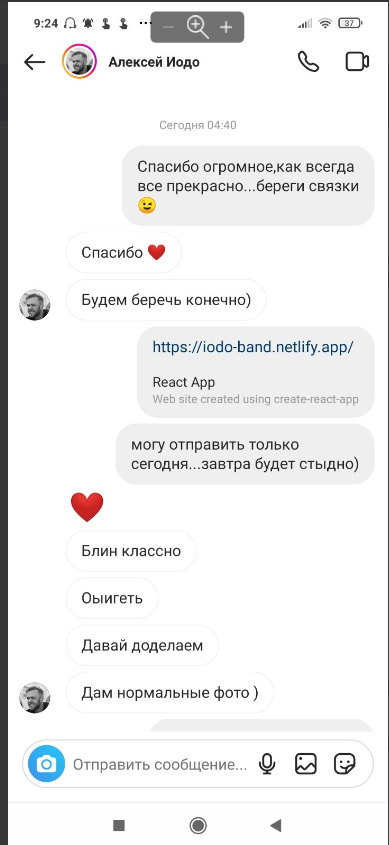 9:24
37
Алексей Иодо
Сегодня 04:40
Спасибо огромное,как всегда
все прекрасно...береги связки
😉
Спасибо ❤️
Будем беречь конечно)
https://iodo-band.netlify.app/
React App
Web site created using create-react-app
могу отправить только
сегодня...завтра будет стыдно)
❤️
Блин классно
Оыигеть
Давай доделаем
Дам нормальные фото )
Отправить сообщение...